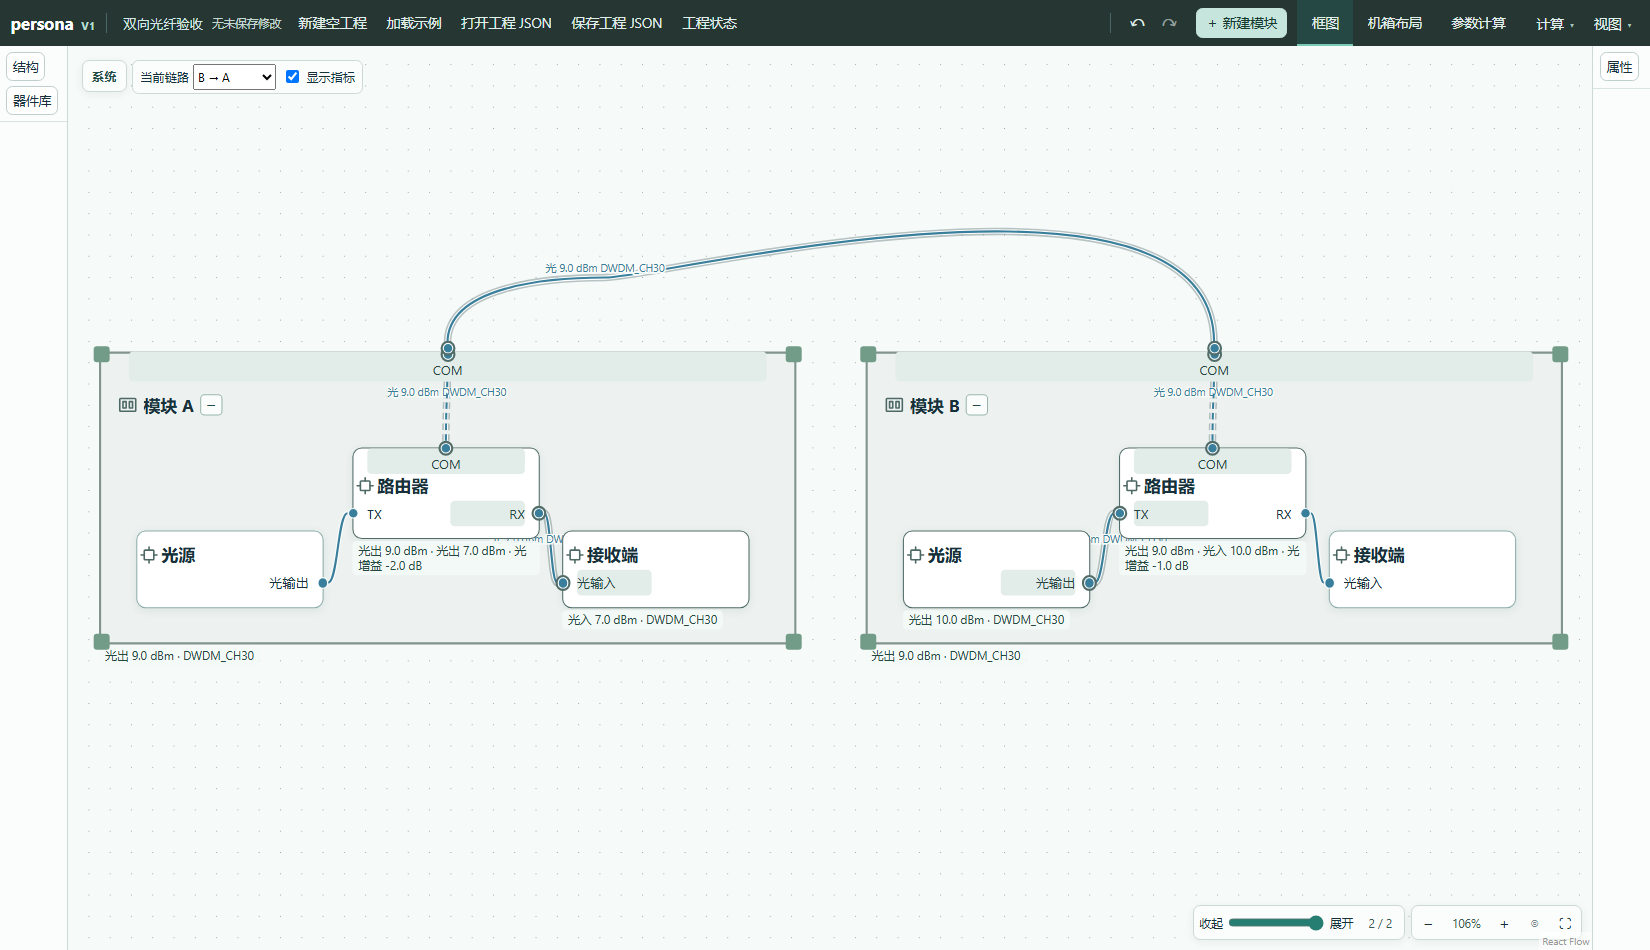 persona V1 双向光纤验收 无未保存修改 新建空工程 加载示例 打开工程 JSON 保存工程 JSON 工程状态 + 新建模块 框图 机箱布局 参数计算 计算 视图
结构
器件库
系统 当前链路 B → A 显示指标
属性
光 9.0 dBm DWDM_CH30
COM
光 9.0 dBm DWDM_CH30
模块 A
COM
路由器
TX RX
光出 9.0 dBm · 光出 7.0 dBm · 光
增益 -2.0 dB
光源
光输出
接收端
光输入
光入 7.0 dBm · DWDM_CH30
光出 9.0 dBm · DWDM_CH30
COM
光 9.0 dBm DWDM_CH30
模块 B
COM
路由器
TX RX
光出 9.0 dBm · 光入 10.0 dBm · 光
增益 -1.0 dB
光源
光输出
光出 10.0 dBm · DWDM_CH30
接收端
光输入
光出 9.0 dBm · DWDM_CH30
收起 展开 2 / 2 − 106% +
React Flow